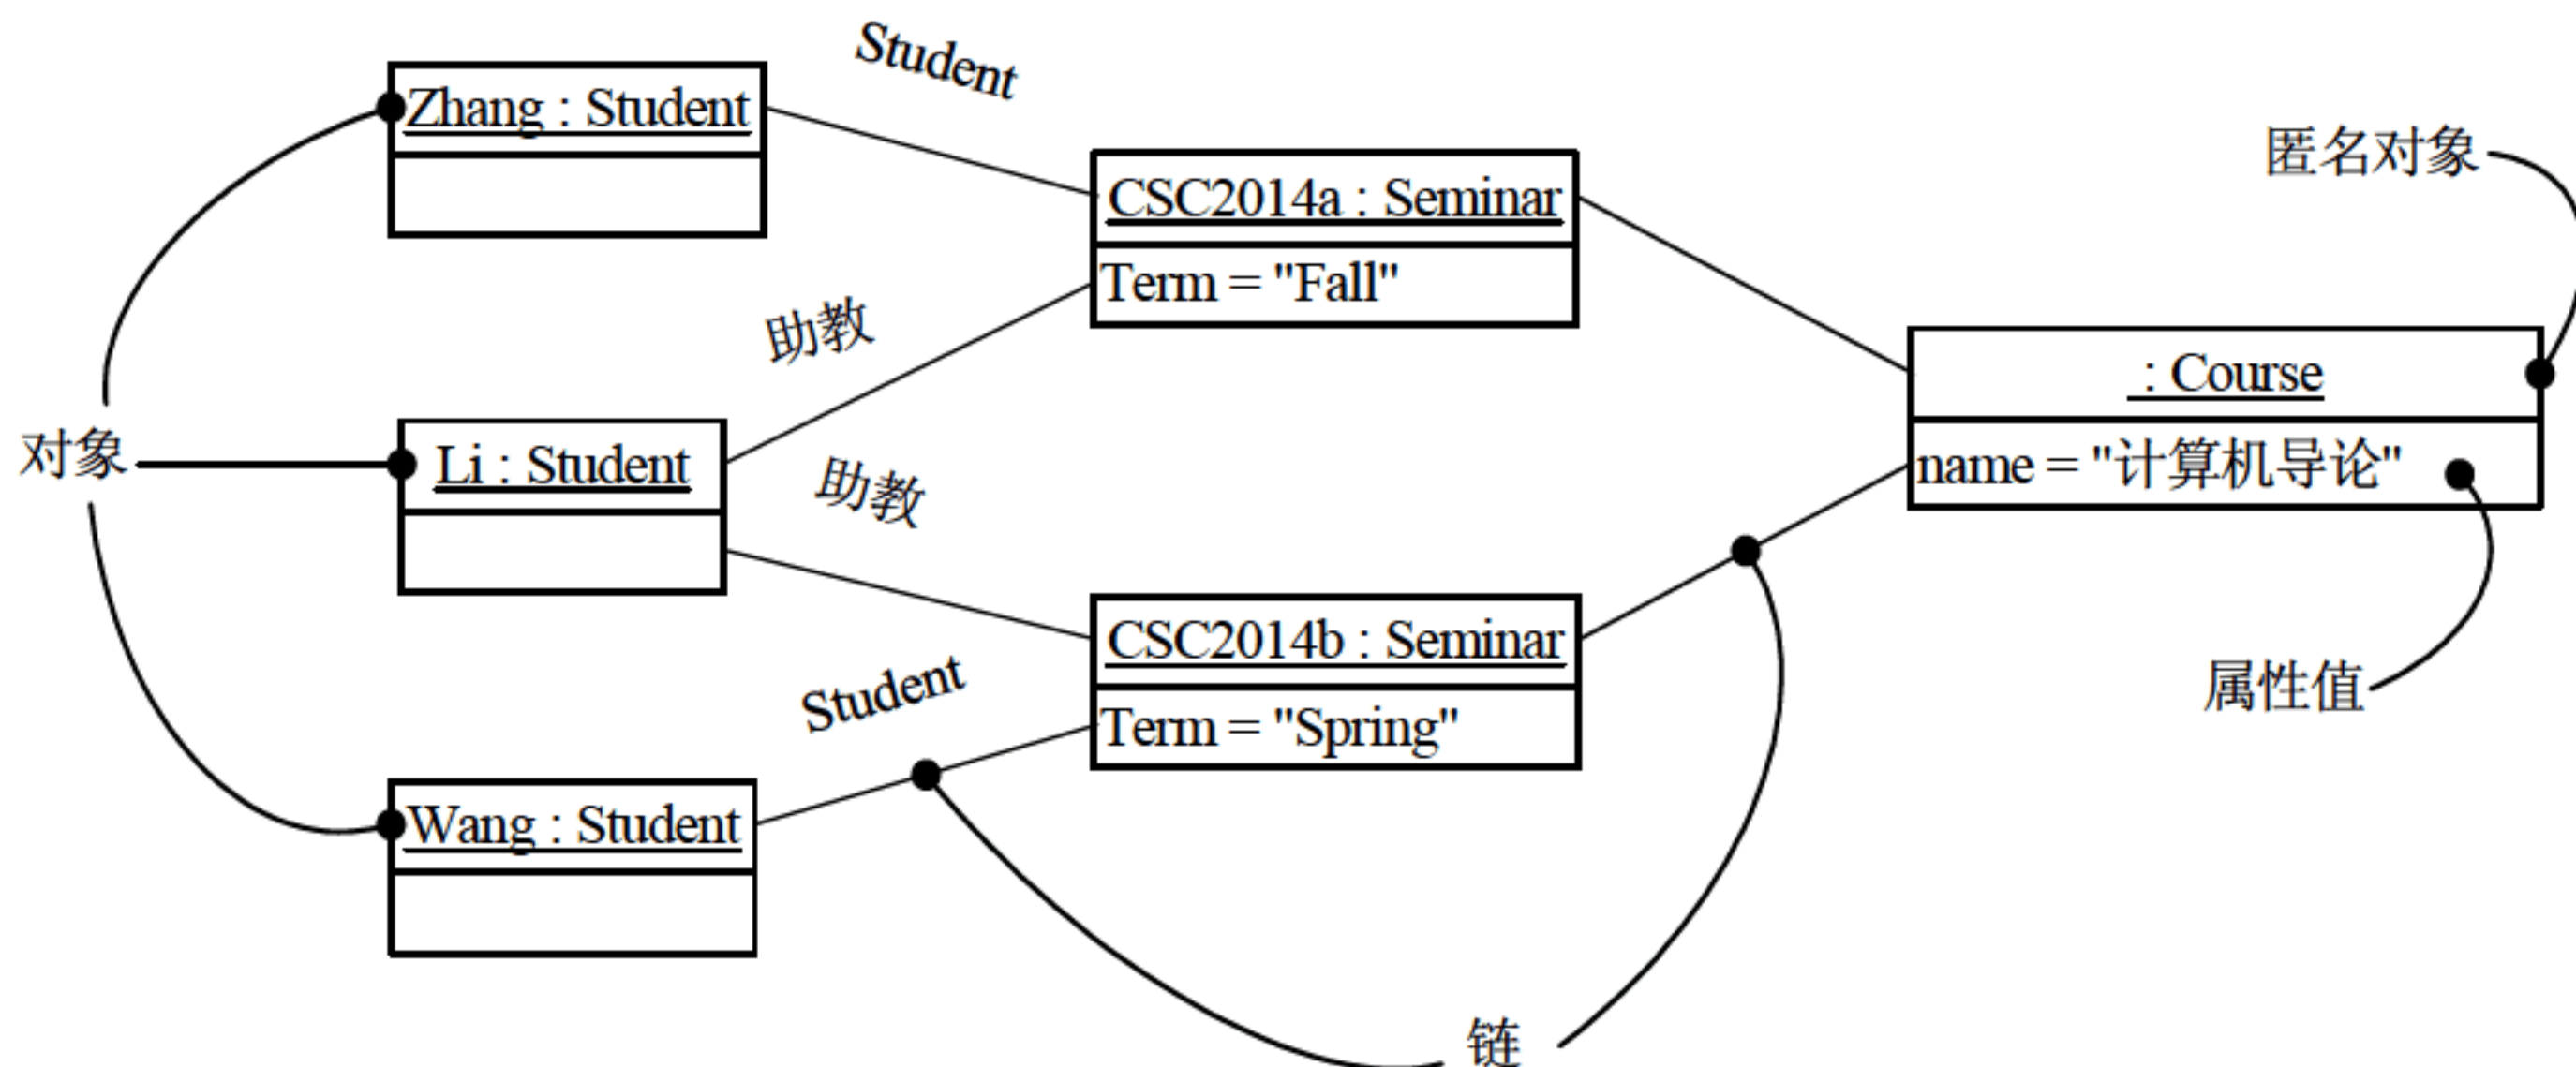 Student
Zhang : Student
匿名对象
CSC2014a : Seminar
Term = "Fall"
助教
: Course
name = "计算机导论"
对象
Li : Student
助教
CSC2014b : Seminar
Term = "Spring"
属性值
Student
Wang : Student
链